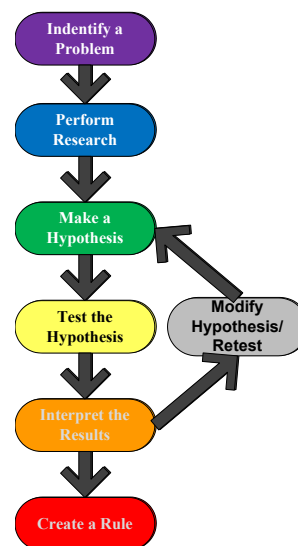 Indentify a
Problem
Perform
Research
Make a
Hypothesis
Test the
Hypothesis
Modify
Hypothesis/
Retest
Interpret the
Results
Create a Rule